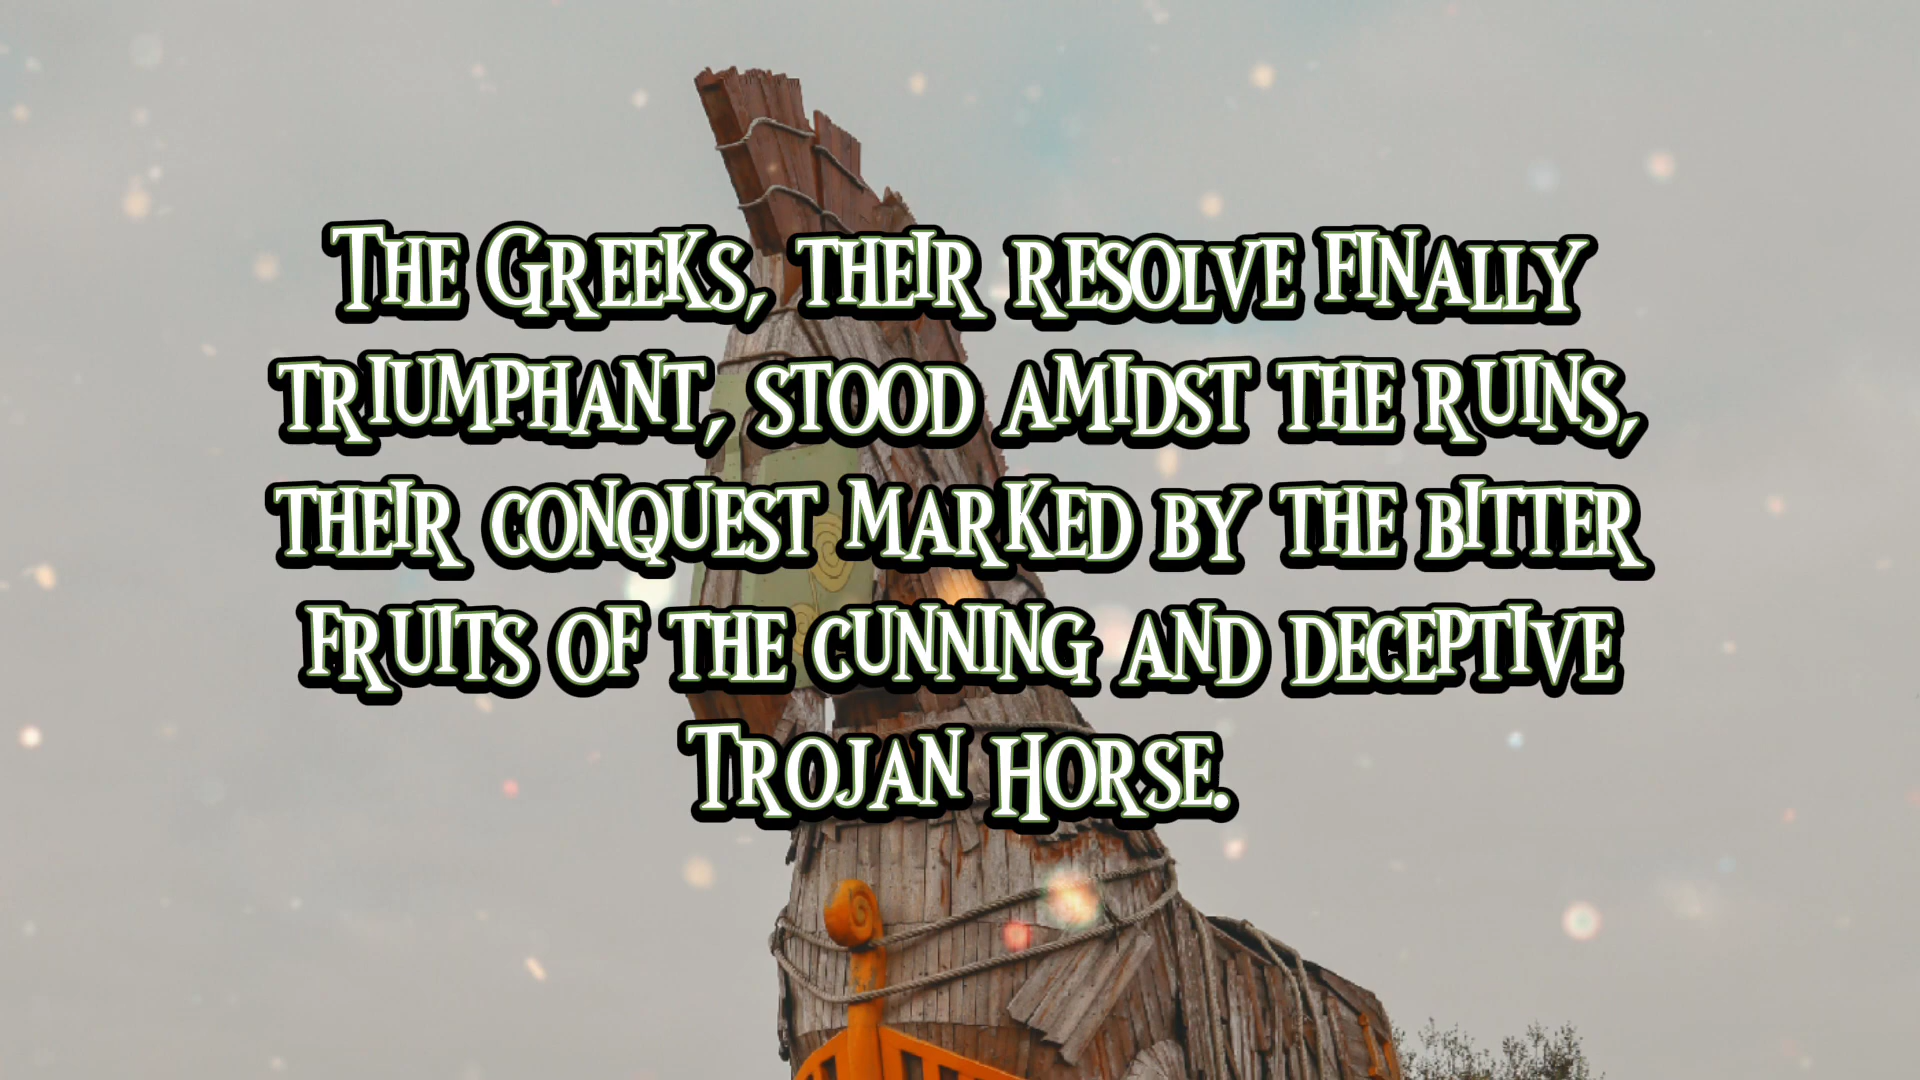 The Greeks, their resolve finally
triumphant, stood amidst the ruins,
their conquest marked by the bitter
fruits of the cunning and deceptive
Trojan Horse.